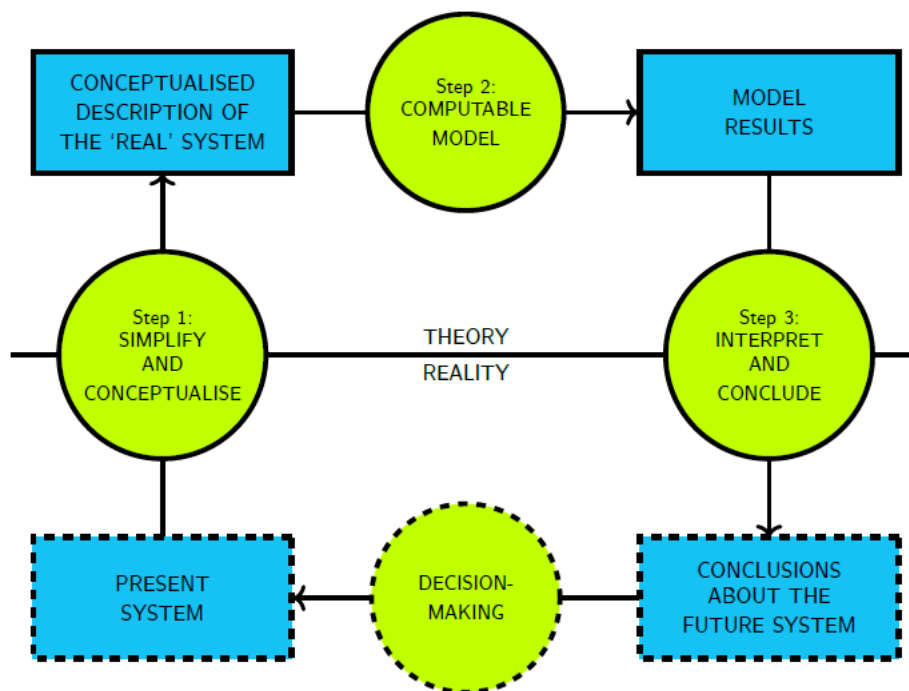 CONCEPTUALISED
DESCRIPTION OF
THE ‘REAL’ SYSTEM
Step 2:
COMPUTABLE
MODEL
MODEL
RESULTS
Step 1:
SIMPLIFY
AND
CONCEPTUALISE
THEORY
REALITY
Step 3:
INTERPRET
AND
CONCLUDE
PRESENT
SYSTEM
DECISION-
MAKING
CONCLUSIONS
ABOUT THE
FUTURE SYSTEM